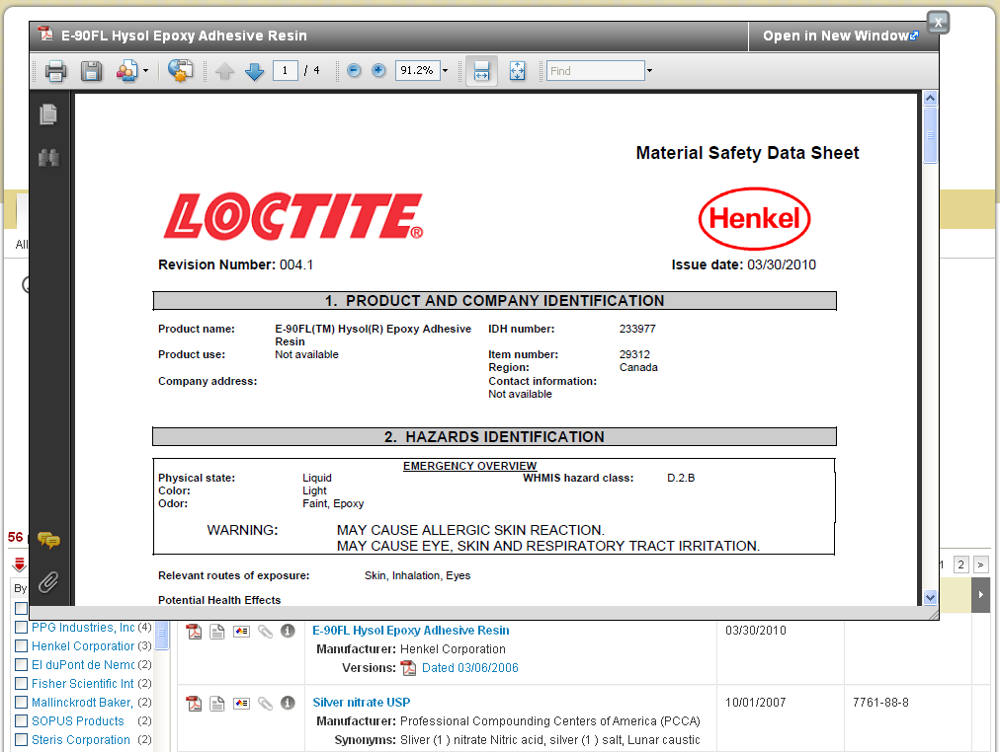 E-90FL Hysol Epoxy Adhesive Resin
Open in New Window
X
1 / 4
91.2%
Find
Material Safety Data Sheet
LOCTITE®
Henkel
Revision Number: 004.1
Issue date: 03/30/2010
1. PRODUCT AND COMPANY IDENTIFICATION
Product name: E-90FL(TM) Hysol(R) Epoxy Adhesive IDH number: 233977
Resin
Product use: Not available Item number: 29312
Region: Canada
Company address: Contact information:
Not available
2. HAZARDS IDENTIFICATION
EMERGENCY OVERVIEW
Physical state: Liquid WHMIS hazard class: D.2.B
Color: Light
Odor: Faint, Epoxy
WARNING: MAY CAUSE ALLERGIC SKIN REACTION.
MAY CAUSE EYE, SKIN AND RESPIRATORY TRACT IRRITATION.
Relevant routes of exposure: Skin, Inhalation, Eyes
Potential Health Effects
All
56
1 2 >
By
PPG Industries, Inc (4)
Henkel Corporation (3)
El duPont de Nemo (2)
Fisher Scientific Int (2)
Mallinckrodt Baker, (2)
SOPUS Products (2)
Steris Corporation (2)
E-90FL Hysol Epoxy Adhesive Resin 03/30/2010
Manufacturer: Henkel Corporation
Versions: Dated 03/06/2006
Silver nitrate USP 10/01/2007 7761-88-8
Manufacturer: Professional Compounding Centers of America (PCCA)
Synonyms: Sliver (1 ) nitrate Nitric acid, silver (1 ) salt, Lunar caustic